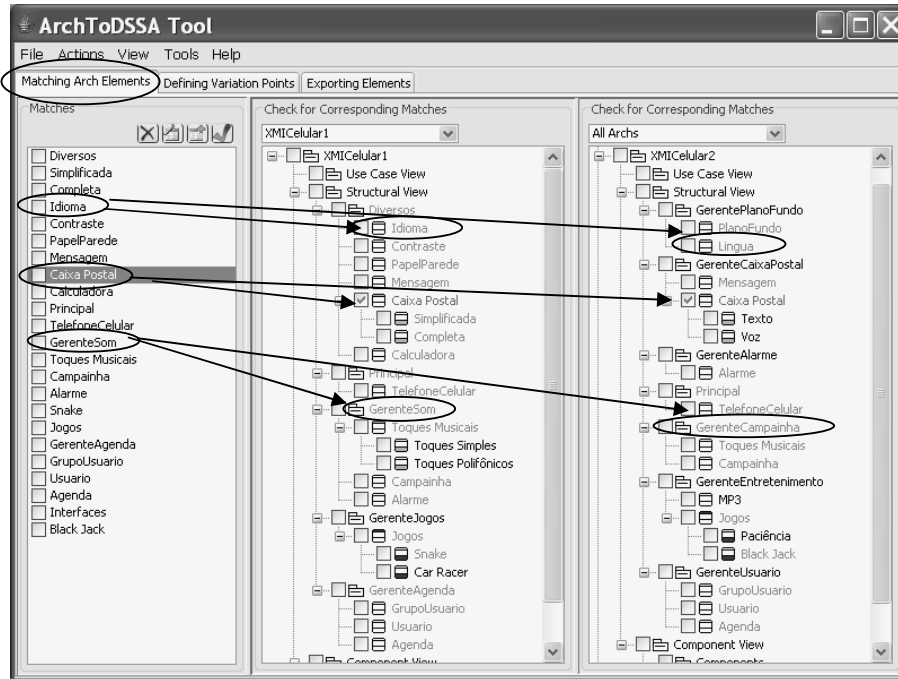 ArchToDSSA Tool
File Actions View Tools Help
Matching Arch Elements Defining Variation Points Exporting Elements
Matches
Diversos
Simplificada
Completa
Idioma
Contraste
PapelParede
Mensagem
Caixa Postal
Calculadora
Principal
TelefoneCelular
GerenteSom
Toques Musicais
Campainha
Alarme
Snake
Jogos
GerenteAgenda
GrupoUsuario
Usuario
Agenda
Interfaces
Black Jack
Check for Corresponding Matches
XMICelular1
XMICelular1
Use Case View
Structural View
Diversos
Idioma
Contraste
PapelParede
Mensagem
Caixa Postal
Simplificada
Completa
Calculadora
Principal
TelefoneCelular
GerenteSom
Toques Musicais
Toques Simples
Toques Polifônicos
Campainha
Alarme
GerenteJogos
Jogos
Snake
Car Racer
GerenteAgenda
GrupoUsuario
Usuario
Agenda
Component View
Check for Corresponding Matches
All Archs
XMICelular2
Use Case View
Structural View
GerentePlanoFundo
PlanoFundo
Lingua
GerenteCaixaPostal
Mensagem
Caixa Postal
Texto
Voz
GerenteAlarme
Alarme
Principal
TelefoneCelular
GerenteCampainha
Toques Musicais
Campainha
GerenteEntretenimento
MP3
Jogos
Paciência
Black Jack
GerenteUsuario
GrupoUsuario
Usuario
Agenda
Component View
Components